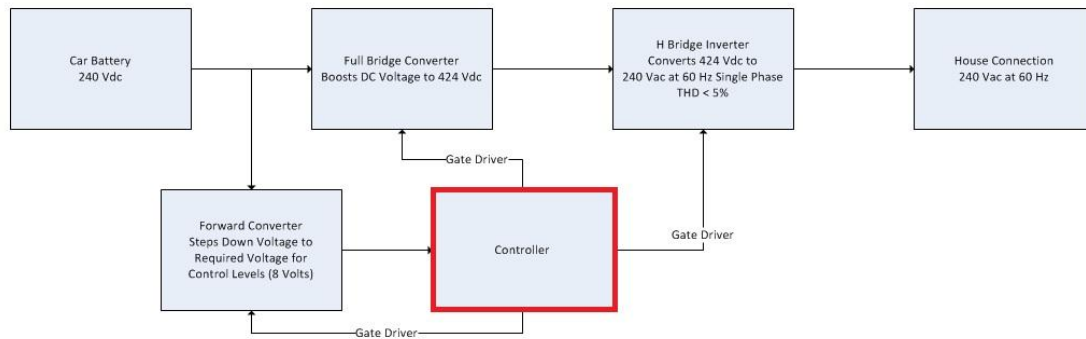 Car Battery
240 Vdc
Full Bridge Converter
Boosts DC Voltage to 424 Vdc
H Bridge Inverter
Converts 424 Vdc to
240 Vac at 60 Hz Single Phase
THD < 5%
House Connection
240 Vac at 60 Hz
Gate Driver
Forward Converter
Steps Down Voltage to
Required Voltage for
Control Levels (8 Volts)
Controller
Gate Driver
Gate Driver